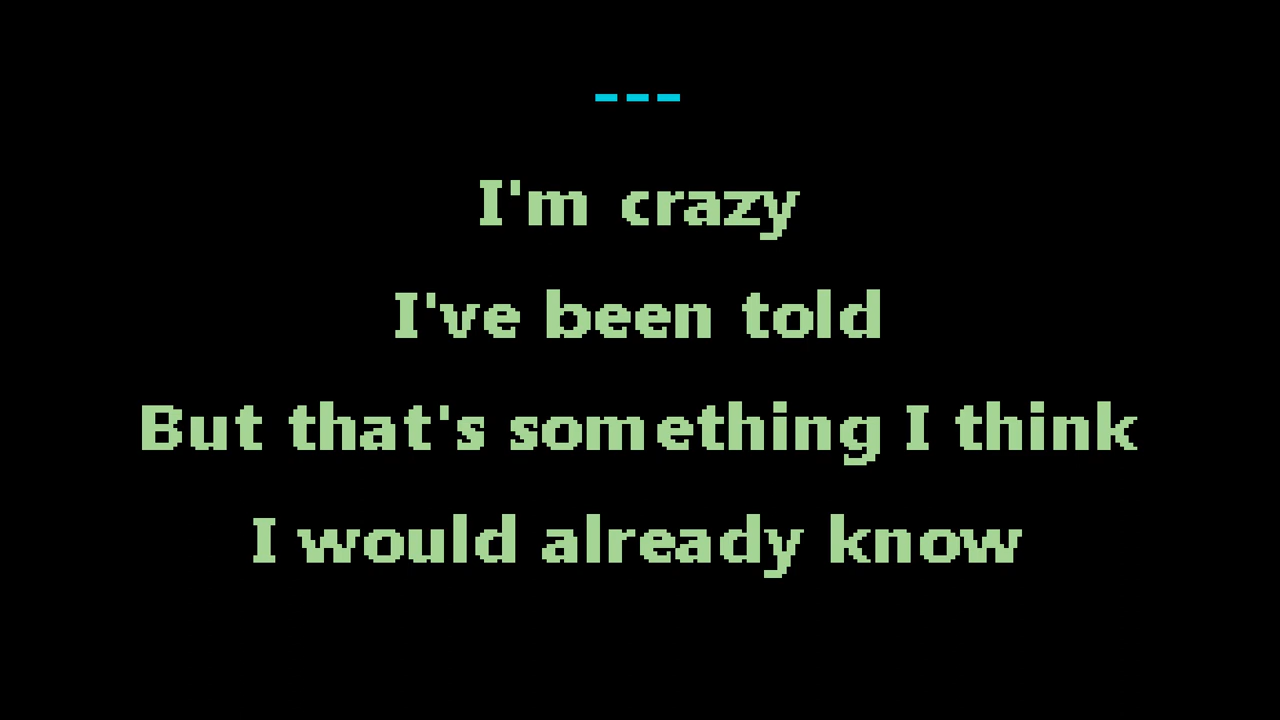 ---
I'm crazy
I've been told
But that's something I think
I would already know